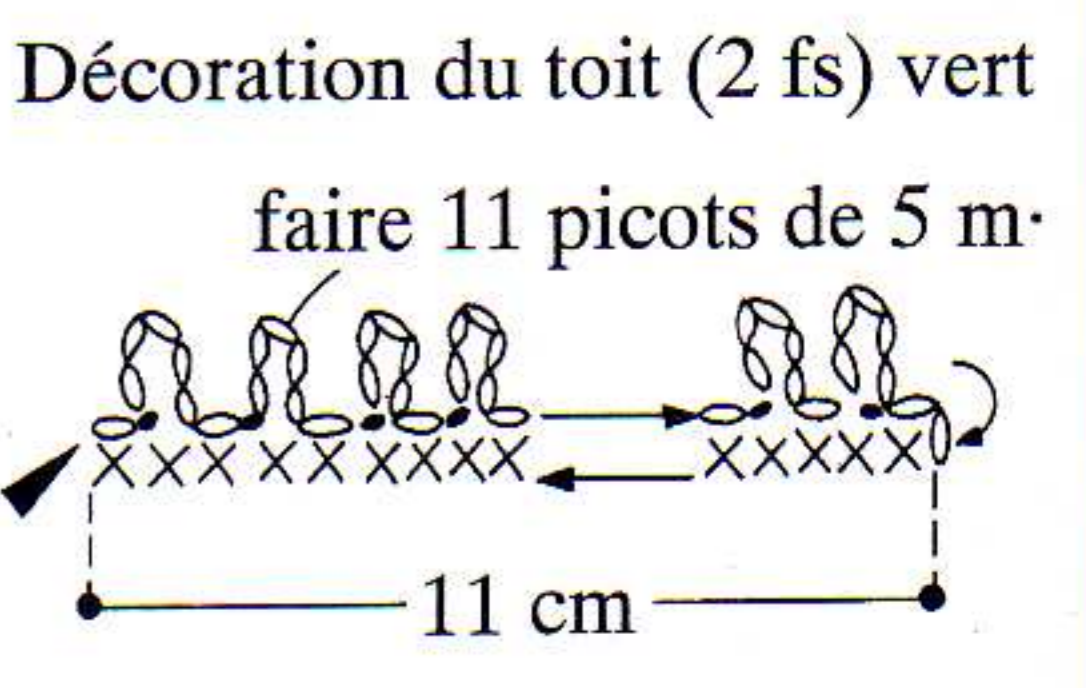 Décoration du toit (2 fs) vert
faire 11 picots de 5 m.
11 cm